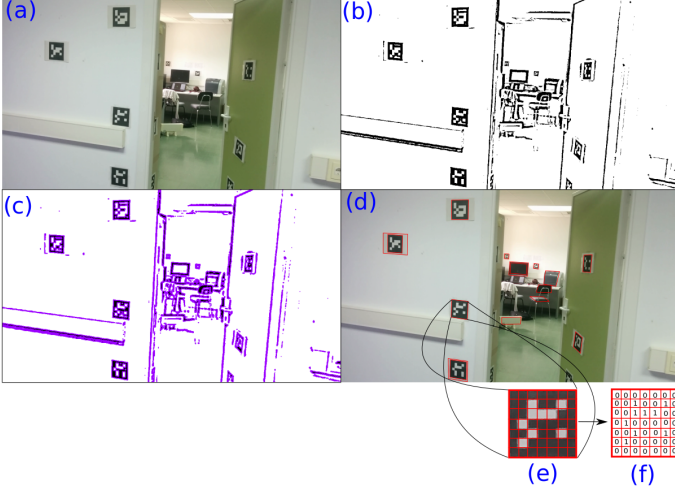 (a)
(b)
(c)
(d)
(e)
(f)
0 0 0 0 0 0 0
0 0 1 0 0 1 0
0 0 1 1 1 0 0
0 1 0 0 0 0 0
0 0 1 0 0 1 0
0 1 0 0 0 0 0
0 0 0 0 0 0 0